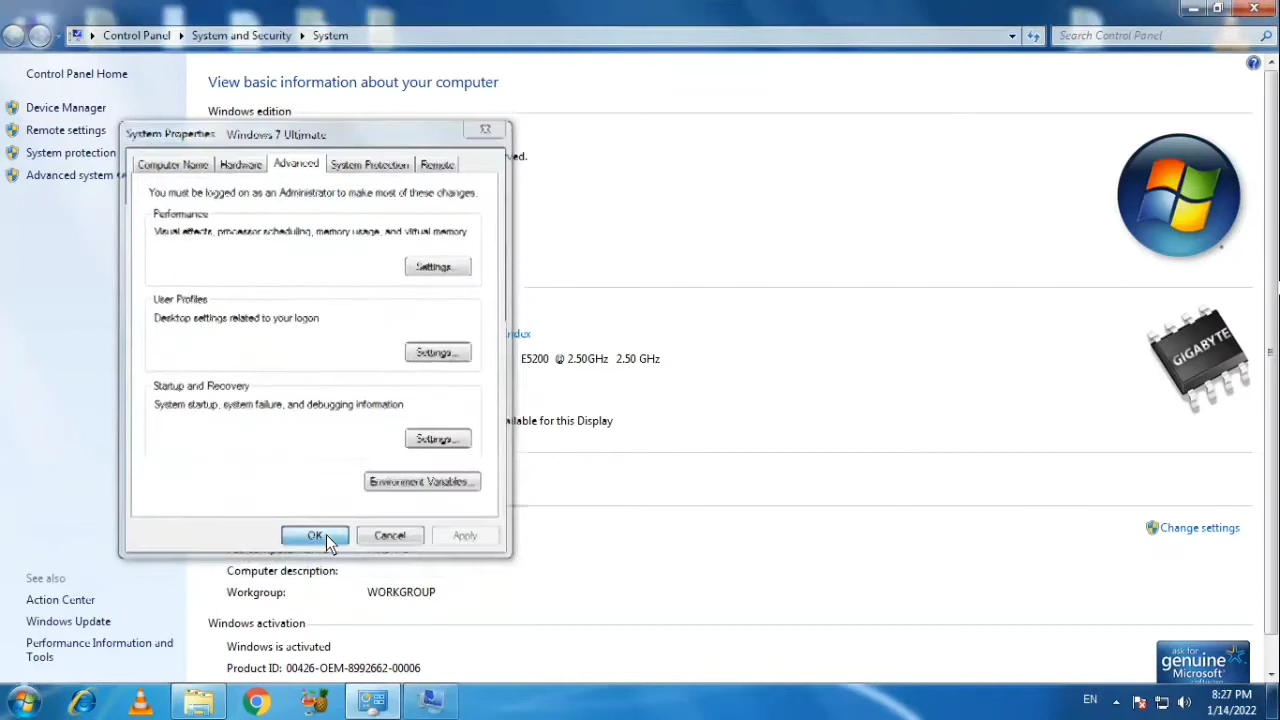 Control Panel
System and Security
System
Search Control Panel
Control Panel Home
Device Manager
Remote settings
System protection
Advanced system
View basic information about your computer
Windows edition
System Properties
Windows 7 Ultimate
Computer Name
Hardware
Advanced
System Protection
Remote
You must be logged on as an Administrator to make most of these changes.
Performance
Visual effects, processor scheduling, memory usage, and virtual memory
Settings...
User Profiles
Desktop settings related to your logon
Settings...
Startup and Recovery
System startup, system failure, and debugging information
Settings...
Environment Variables...
OK
Cancel
Apply
E5200 @ 2.50GHz 2.50 GHz
for this Display
GIGABYTE
Change settings
Computer description:
Workgroup: WORKGROUP
Windows activation
Windows is activated
Product ID: 00426-OEM-8992662-00006
See also
Action Center
Windows Update
Performance Information and
Tools
ask for
genuine
Microsoft
EN
8:27 PM
1/14/2022